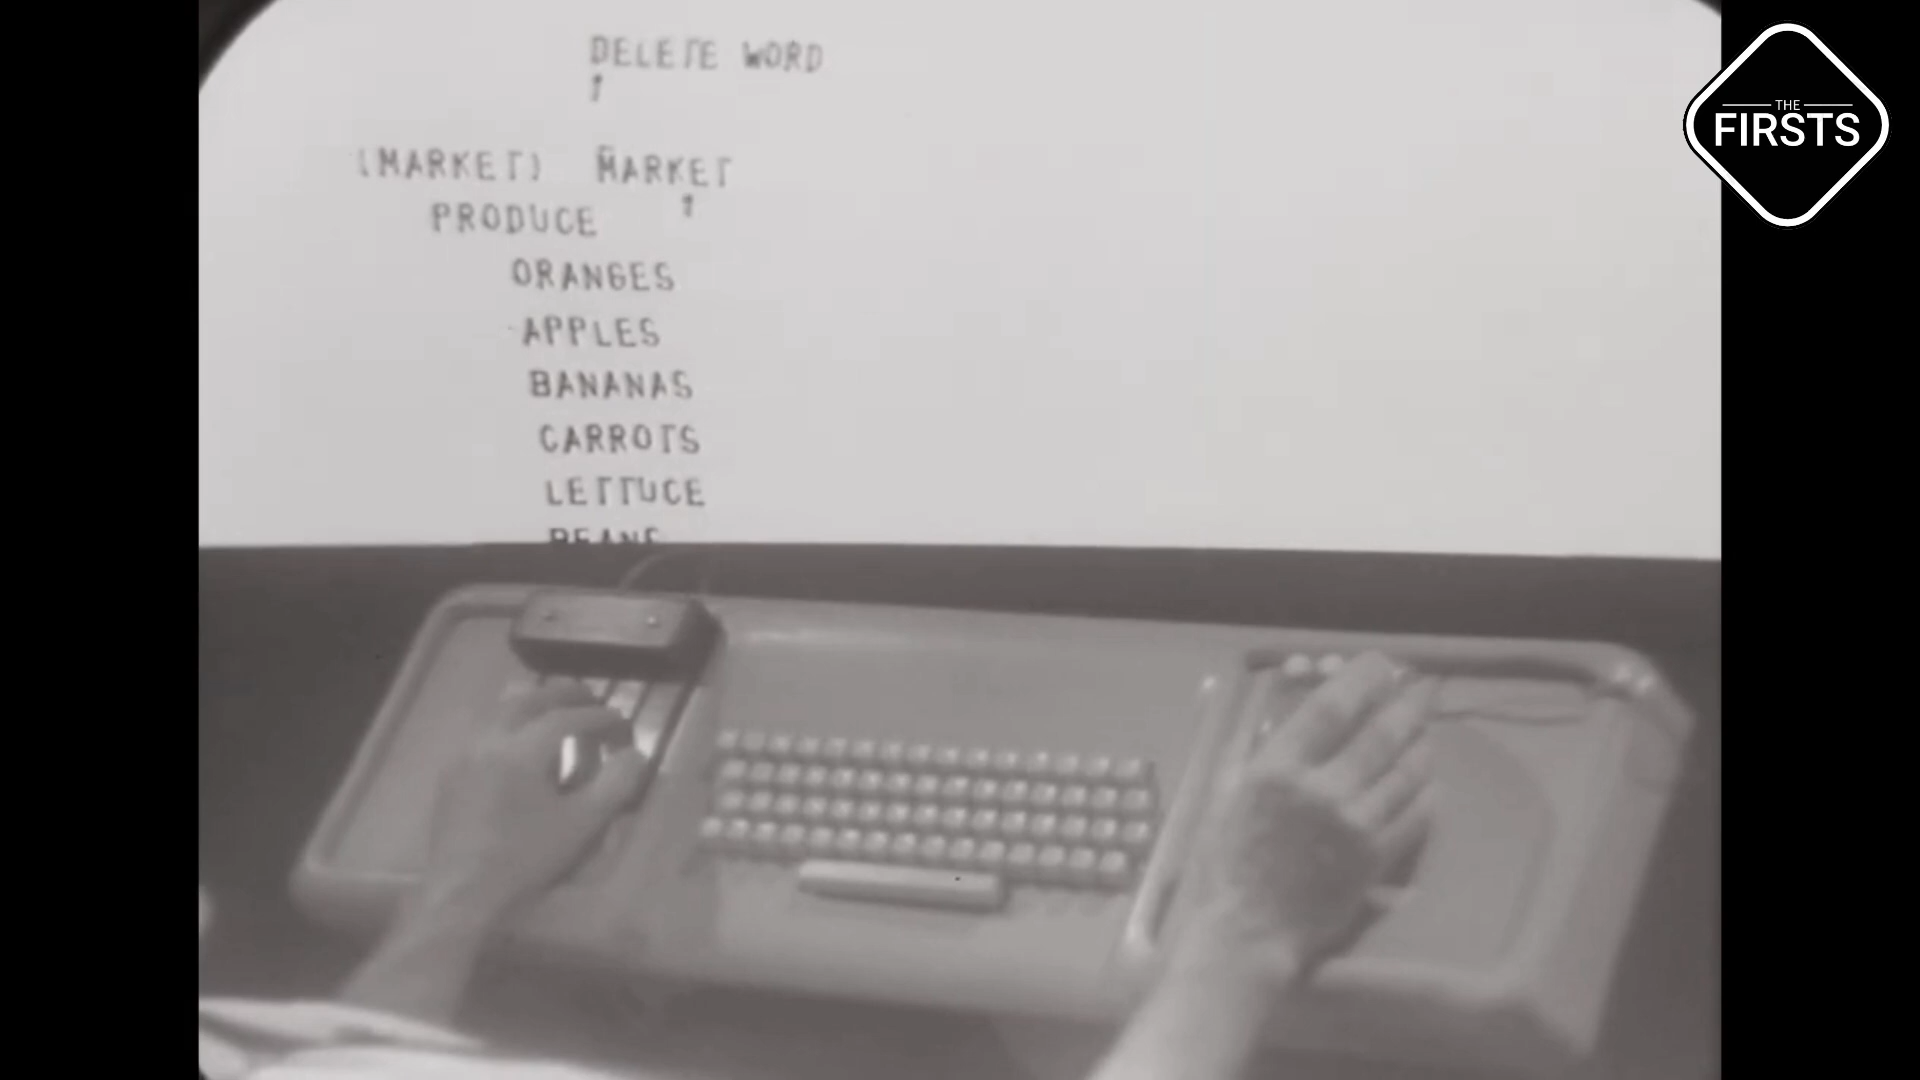 DELETE WORD
(MARKET) MARKET
PRODUCE
ORANGES
APPLES
BANANAS
CARROTS
LETTUCE
THE
FIRSTS